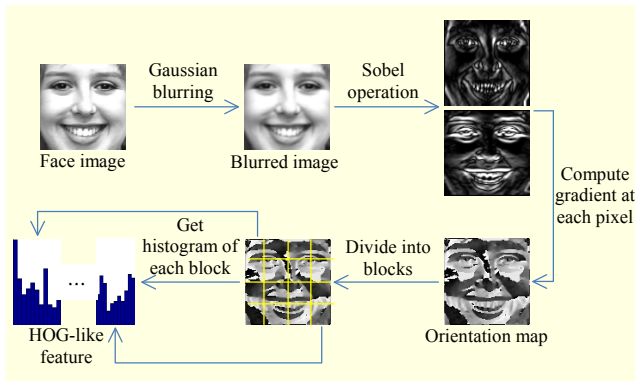 Gaussian
blurring
Sobel
operation
Face image
Blurred image
Compute
gradient at
each pixel
Get
histogram of
each block
Divide into
blocks
...
HOG-like
feature
Orientation map